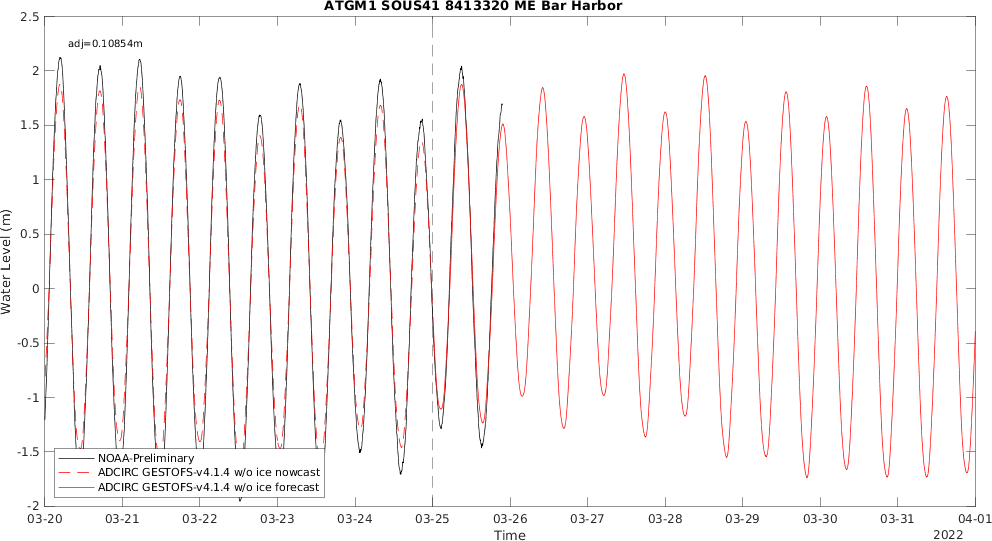 ATGM1 SOUS41 8413320 ME Bar Harbor
adj=0.10854m
2.5
2
1.5
1
0.5
0
-0.5
-1
-1.5
-2
Water Level (m)
NOAA-Preliminary
ADCIRC GESTOFS-v4.1.4 w/o ice nowcast
ADCIRC GESTOFS-v4.1.4 w/o ice forecast
03-20 03-21 03-22 03-23 03-24 03-25 03-26 03-27 03-28 03-29 03-30 03-31 04-01
Time
2022